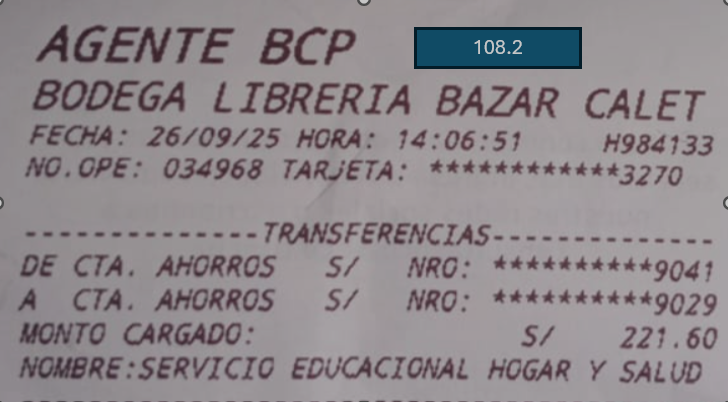 AGENTE BCP
108.2
BODEGA LIBRERIA BAZAR CALET
FECHA: 26/09/25 HORA: 14:06:51 H984133
NO.OPE: 034968 TARJETA: ************3270
---------------TRANSFERENCIAS--------------
DE CTA. AHORROS S/ NRO: **********9041
A CTA. AHORROS S/ NRO: **********9029
MONTO CARGADO: S/ 221.60
NOMBRE:SERVICIO EDUCACIONAL HOGAR Y SALUD